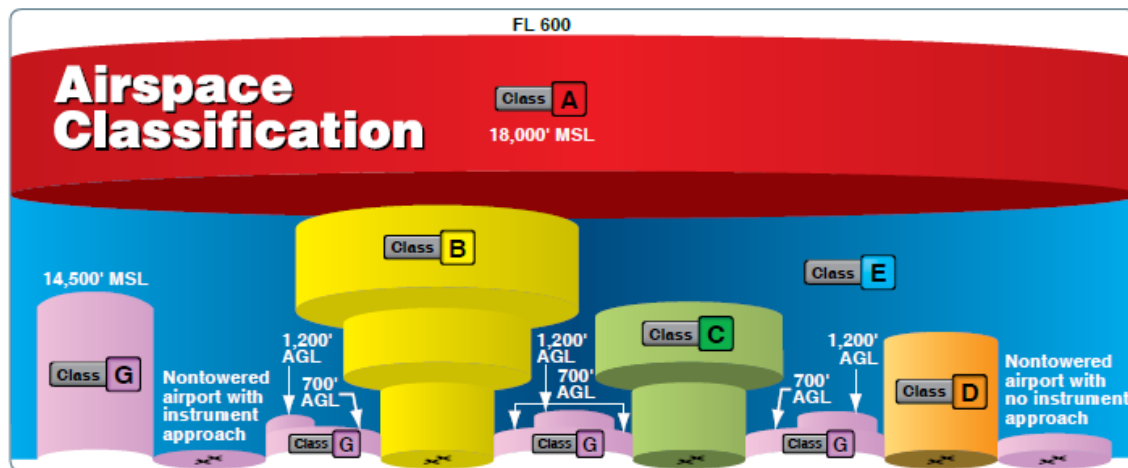 FL 600
Airspace
Classification
Class A
18,000' MSL
Class B
Class E
14,500' MSL
Class C
1,200'
AGL
1,200'
AGL
1,200'
AGL
Class G
700'
AGL
700'
AGL
700'
AGL
Nontowered
airport with
instrument
approach
Class D
Nontowered
airport with
no instrument
approach
Class G
Class G
Class G